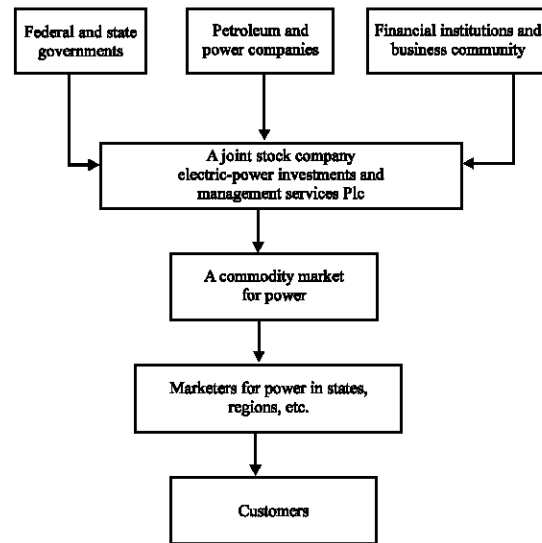 Federal and state
governments
Petroleum and
power companies
Financial institutions and
business community
A joint stock company
electric-power investments and
management services Plc
A commodity market
for power
Marketers for power in states,
regions, etc.
Customers